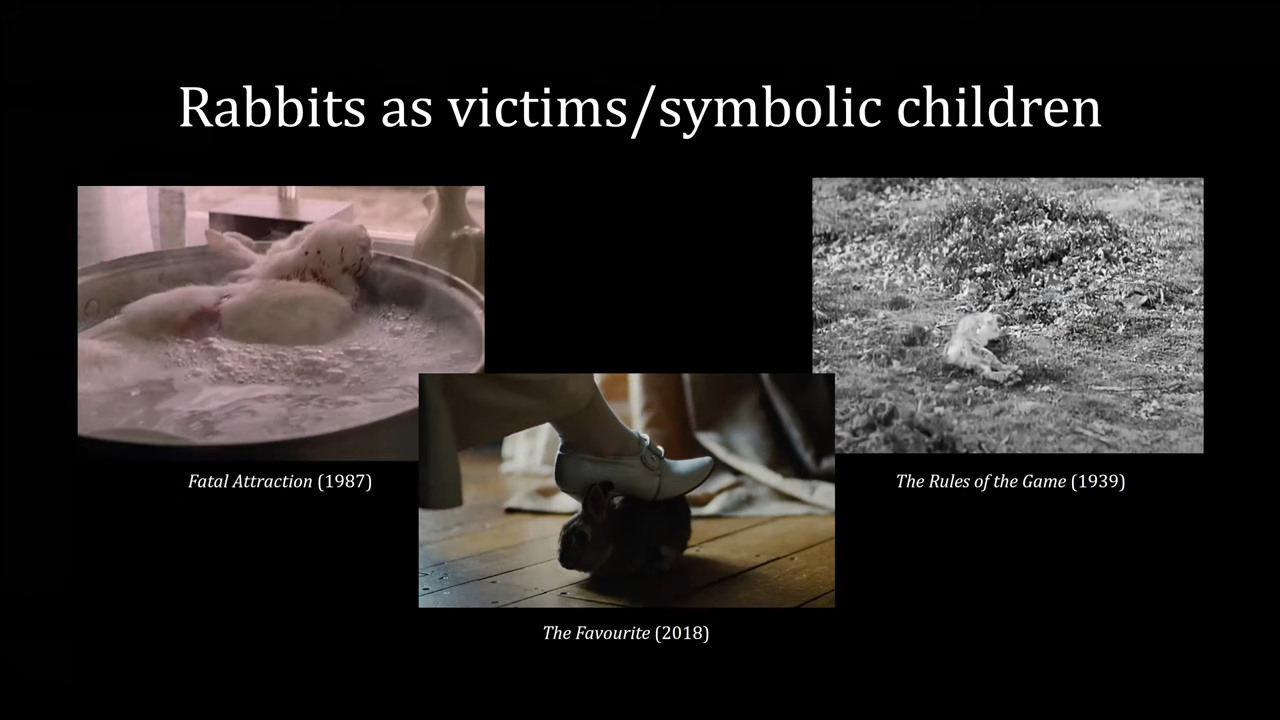 Rabbits as victims/symbolic children
Fatal Attraction (1987)
The Rules of the Game (1939)
The Favourite (2018)